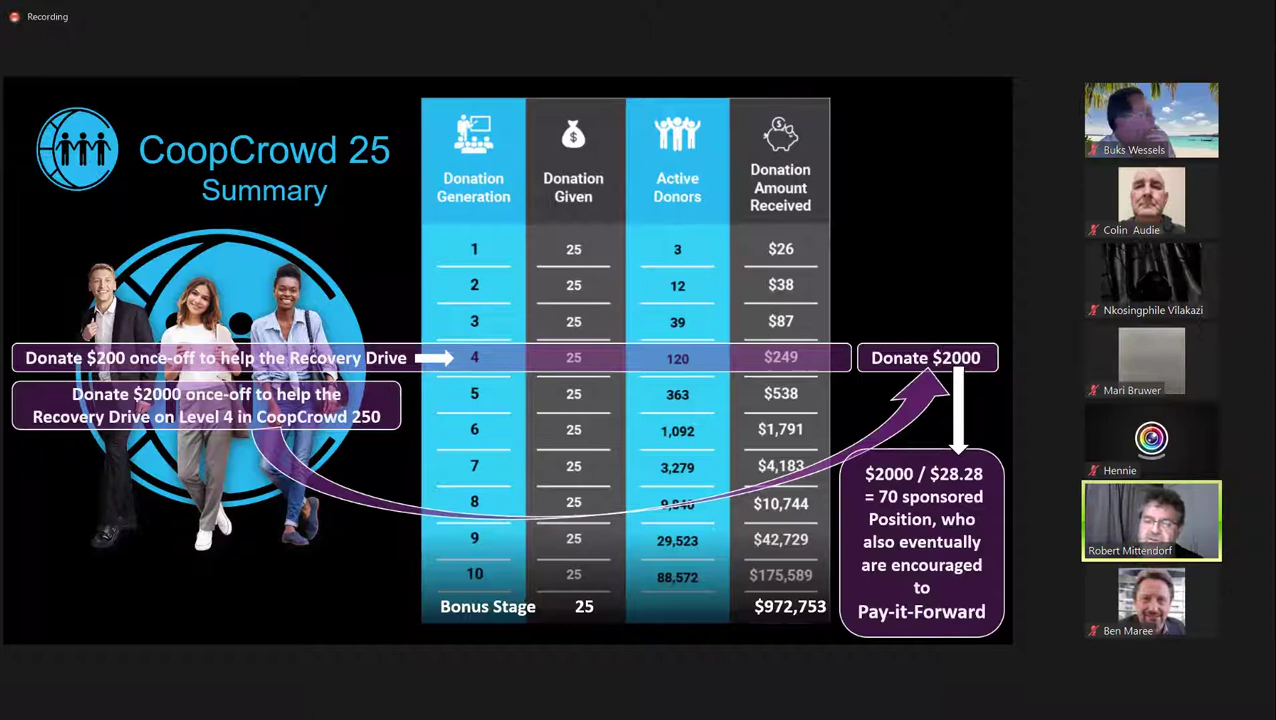 Recording
CoopCrowd 25
Summary
Donation
Generation
Donation
Given
Active
Donors
Donation
Amount
Received
1 25 3 $26
2 25 12 $38
3 25 39 $87
Donate $200 once-off to help the Recovery Drive
4 25 120 $249
Donate $2000
Donate $2000 once-off to help the
Recovery Drive on Level 4 in CoopCrowd 250
5 25 363 $538
6 25 1,092 $1,791
7 25 3,279 $4,183
8 25 $10,744
9 25 29,523 $42,729
10 25 88,572 $175,589
Bonus Stage 25 $972,753
$2000 / $28.28
= 70 sponsored
Position, who
also eventually
are encouraged
to
Pay-it-Forward
Buks Wessels
Colin Audie
Nkosingphile Vilakazi
Mari Bruwer
Hennie
Robert Mittendorf
Ben Maree